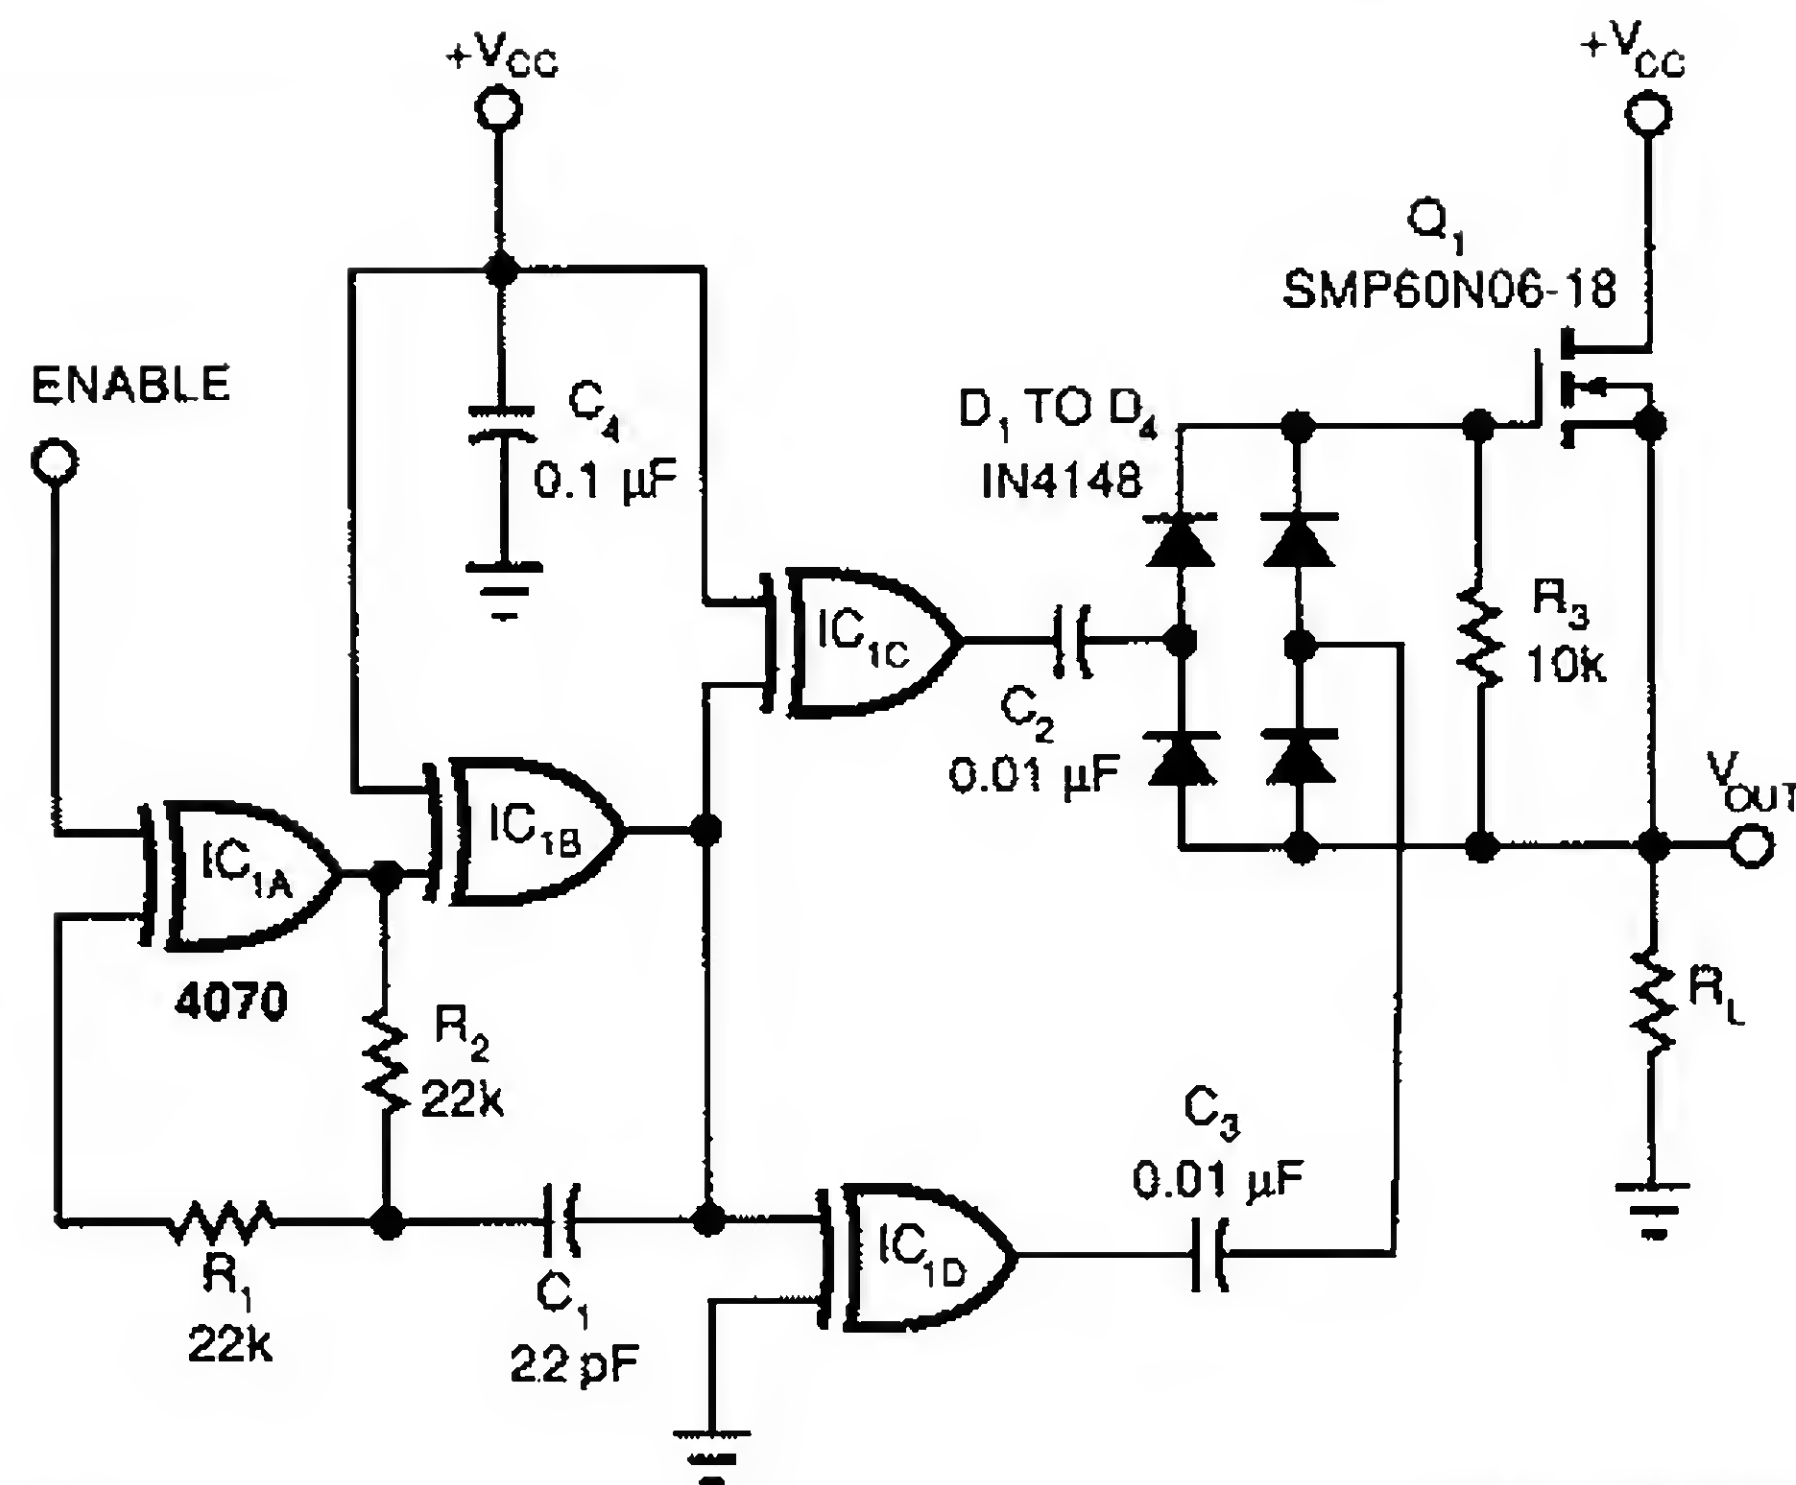 +VCC
+VCC
Q1
SMP60N06-18
ENABLE
C4
0.1 µF
D1 TO D4
IN4148
IC1C
R3
10k
C2
0.01 µF
VOUT
IC1B
IC1A
4070
R2
22k
RL
C3
0.01 µF
IC1D
R1
22k
C1
22 pF